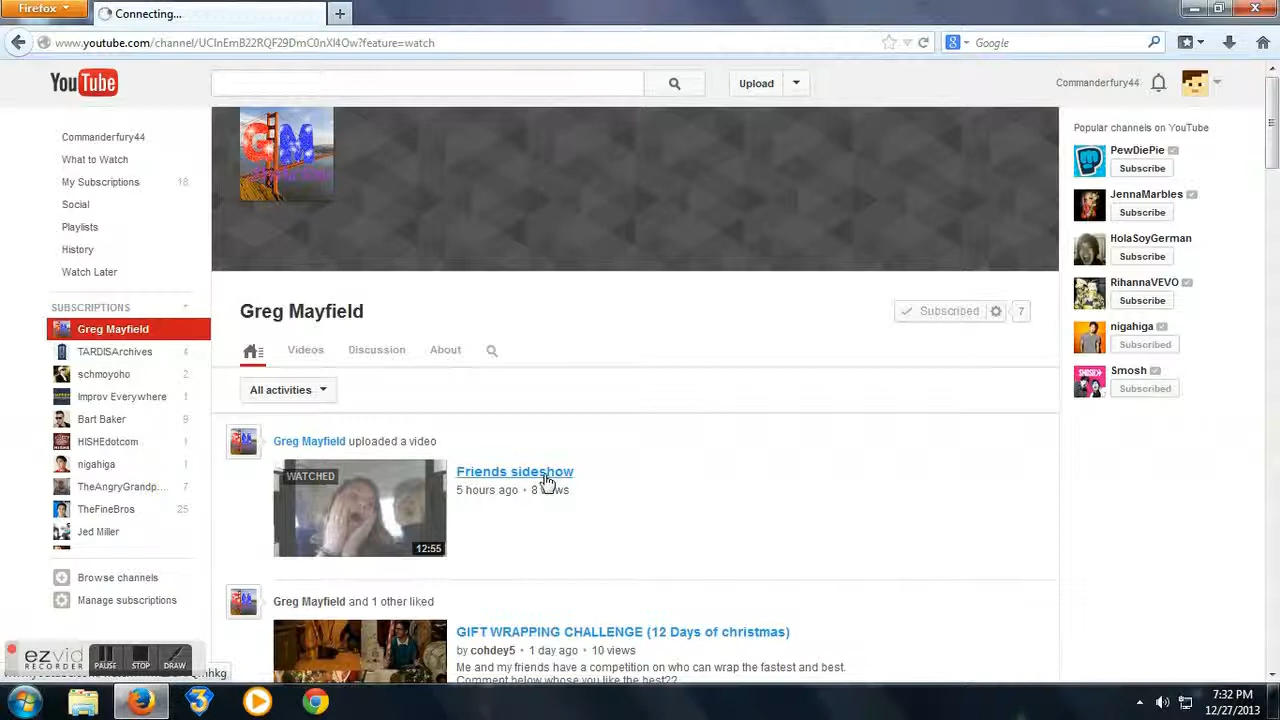 Firefox
Connecting...
www.youtube.com/channel/UCInEmB22RQF29DmC0nXl4Ow?feature=watch
Google
YouTube
Upload
Commanderfury44
Commanderfury44
What to Watch
My Subscriptions 18
Social
Playlists
History
Watch Later
SUBSCRIPTIONS
Greg Mayfield
TARDISArchives
schmoyoho 2
Improv Everywhere 1
Bart Baker 9
HISHEdotcom 1
nigahiga 1
TheAngryGrandp... 7
TheFineBros 25
Jed Miller
Browse channels
Manage subscriptions
GM
Greg Mayfield
Subscribed 7
Home
Videos
Discussion
About
All activities
Greg Mayfield uploaded a video
WATCHED
12:55
Friends sideshow
5 hours ago • 8 views
Greg Mayfield and 1 other liked
GIFT WRAPPING CHALLENGE (12 Days of christmas)
by cohdey5 • 1 day ago • 10 views
Me and my friends have a competition on who can wrap the fastest and best.
Comment below whose you like the best??
Popular channels on YouTube
PewDiePie
Subscribe
JennaMarbles
Subscribe
HolaSoyGerman
Subscribe
RihannaVEVO
Subscribe
nigahiga
Subscribed
Smosh
Subscribed
ezvid
RECORDER
PAUSE
STOP
DRAW
7:32 PM
12/27/2013